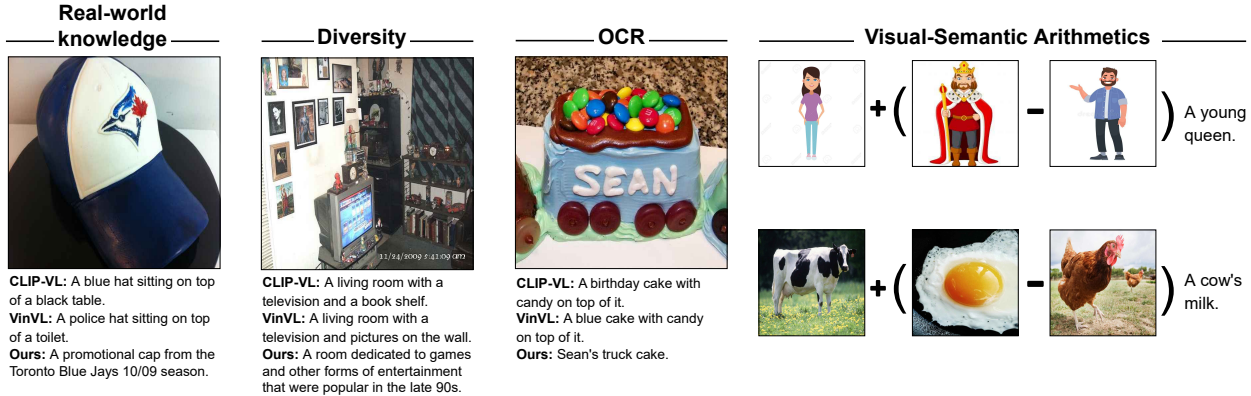 Real-world
knowledge
CLIP-VL: A blue hat sitting on top
of a black table.
VinVL: A police hat sitting on top
of a toilet.
Ours: A promotional cap from the
Toronto Blue Jays 10/09 season.
Diversity
11/24/2009 5:41:09 am
CLIP-VL: A living room with a
television and a book shelf.
VinVL: A living room with a
television and pictures on the wall.
Ours: A room dedicated to games
and other forms of entertainment
that were popular in the late 90s.
OCR
SEAN
CLIP-VL: A birthday cake with
candy on top of it.
VinVL: A blue cake with candy
on top of it.
Ours: Sean's truck cake.
Visual-Semantic Arithmetics
+ ( - ) A young
queen.
+ ( - ) A cow's
milk.